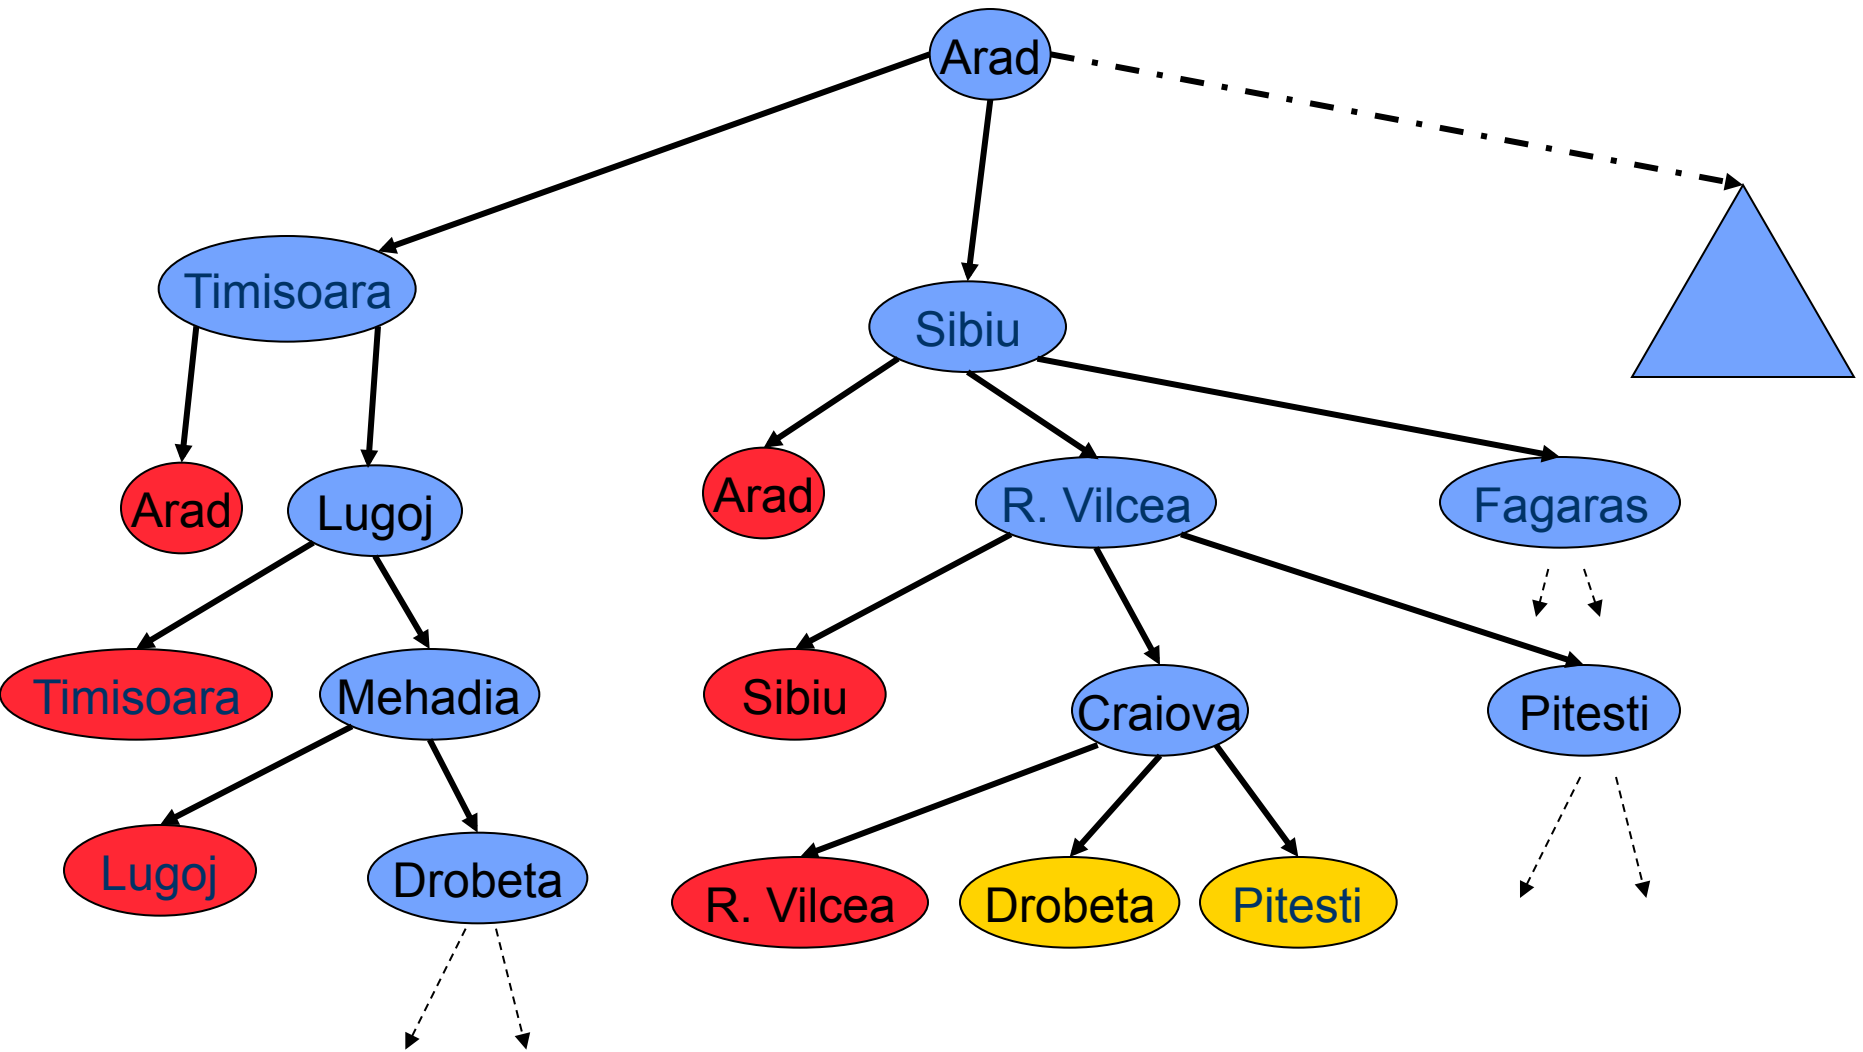 Arad
Timisoara
Sibiu
Arad
Lugoj
Arad
R. Vilcea
Fagaras
Timisoara
Mehadia
Sibiu
Craiova
Pitesti
Lugoj
Drobeta
R. Vilcea
Drobeta
Pitesti